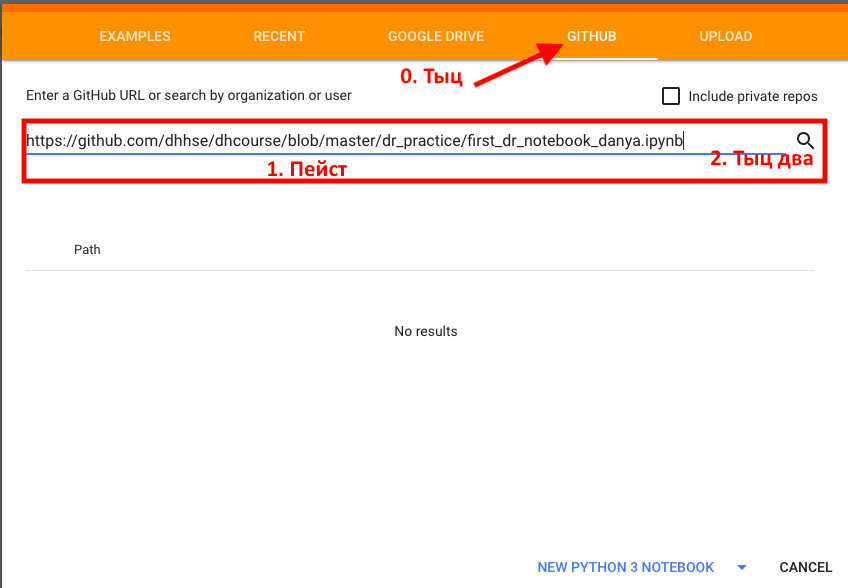 EXAMPLES RECENT GOOGLE DRIVE GITHUB UPLOAD
0. Тыц
Enter a GitHub URL or search by organization or user Include private repos
https://github.com/dhhse/dhcourse/blob/master/dr_practice/first_dr_notebook_danya.ipynb
1. Пейст 2. Тыц два
Path
No results
NEW PYTHON 3 NOTEBOOK CANCEL